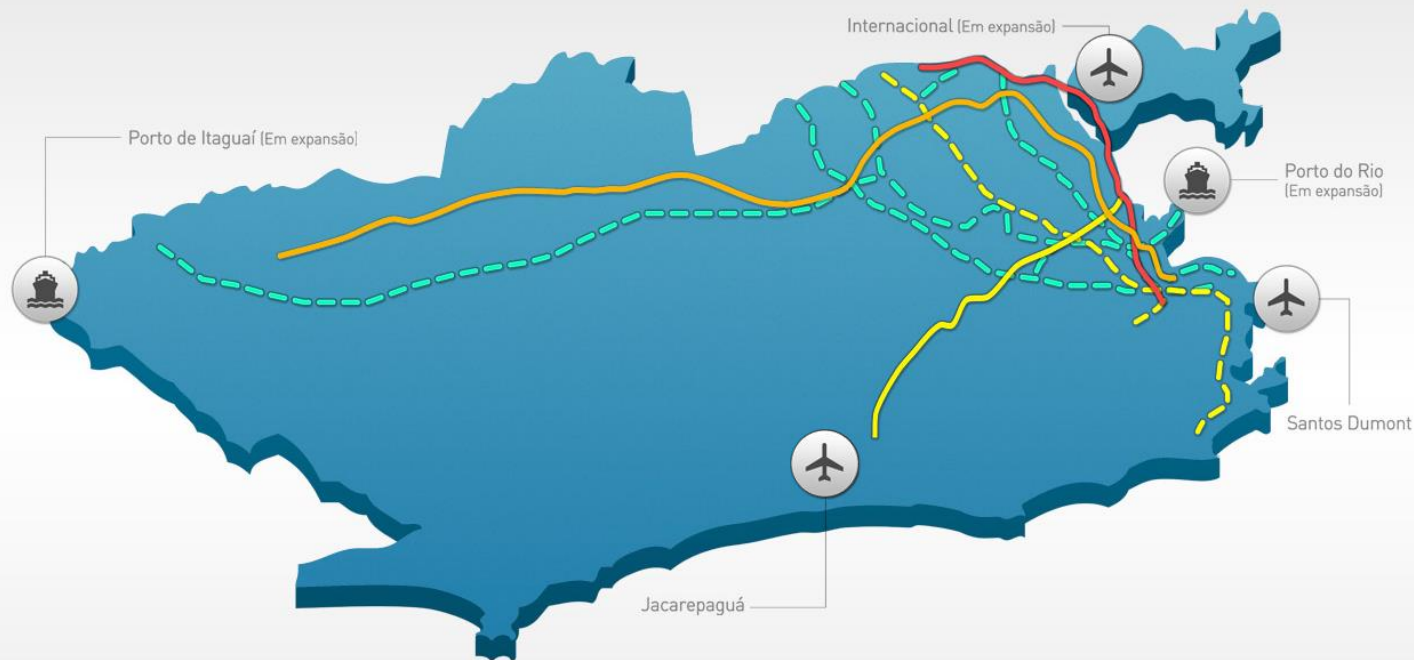 Internacional (Em expansão)
Porto de Itaguaí (Em expansão)
Porto do Rio
(Em expansão)
Santos Dumont
Jacarepaguá